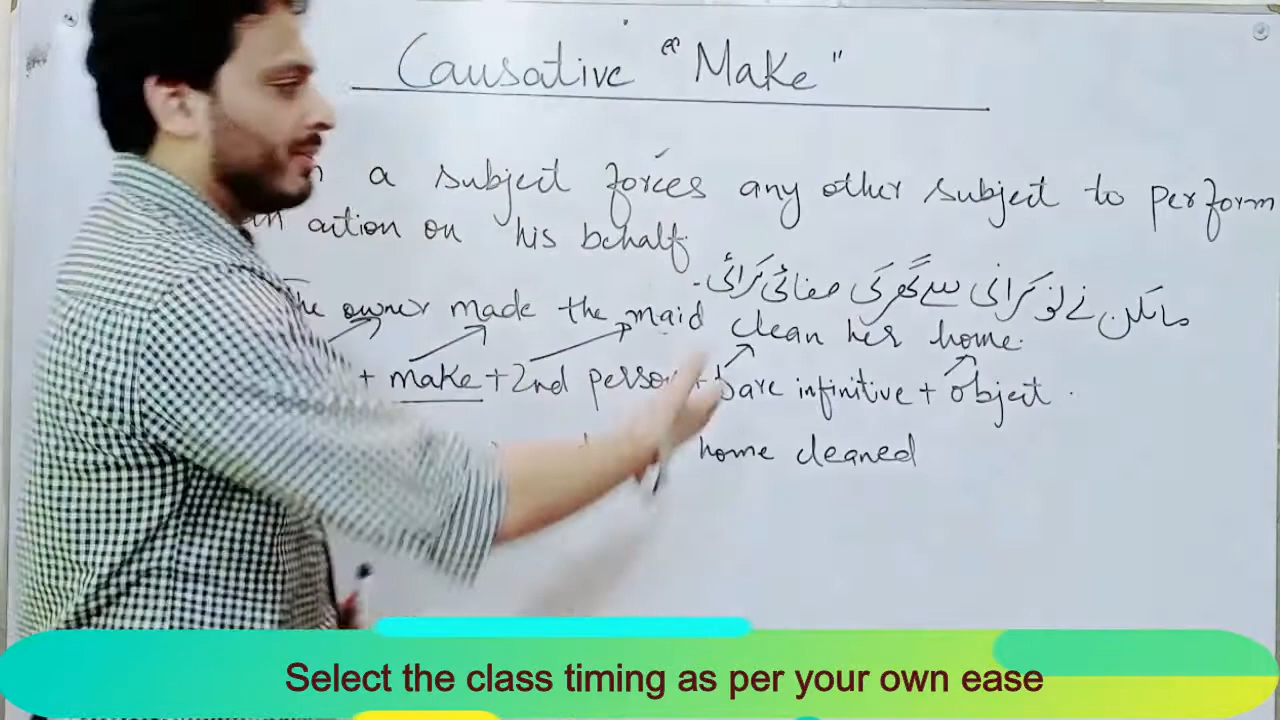 Causative "Make"
a subject forces any other subject to perform
an action on his behalf.
مالکن نے نوکرانی سے گھر کی صفائی کرائی -
The owner made the maid clean her home.
+ make + 2nd person + bare infinitive + object.
home cleaned
Select the class timing as per your own ease